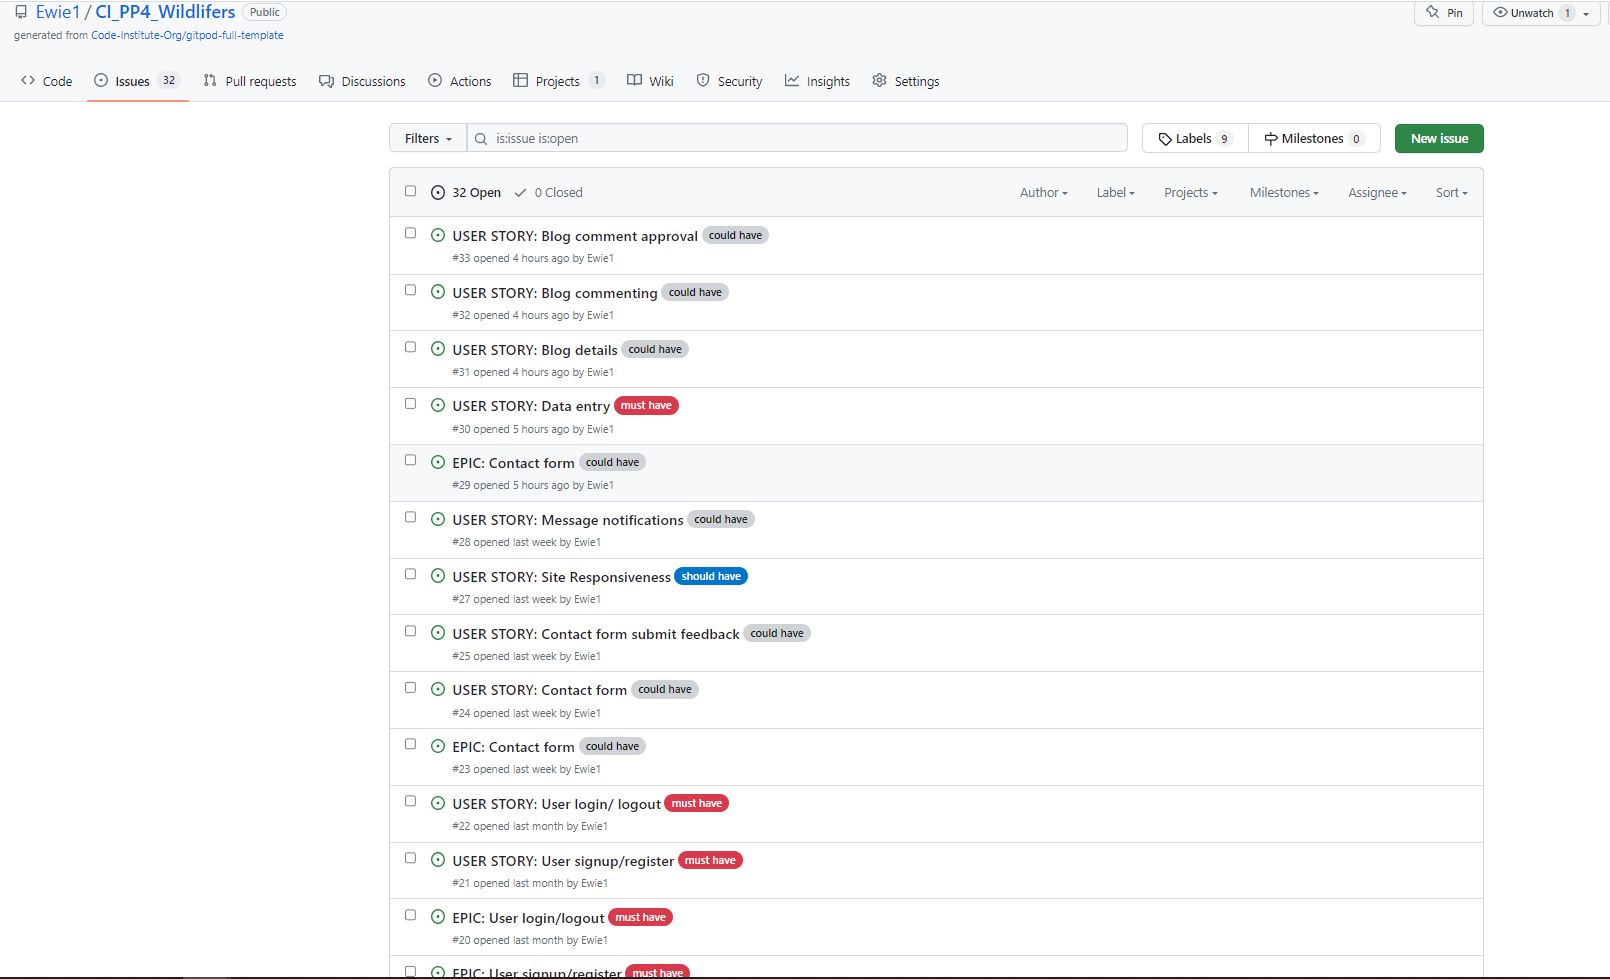 Ewie1 / CI_PP4_Wildlifers Public Pin Unwatch 1
generated from Code-Institute-Org/gitpod-full-template
Code Issues 32 Pull requests Discussions Actions Projects 1 Wiki Security Insights Settings
Filters is:issue is:open Labels 9 Milestones 0 New issue
32 Open 0 Closed Author Label Projects Milestones Assignee Sort
USER STORY: Blog comment approval could have
#33 opened 4 hours ago by Ewie1
USER STORY: Blog commenting could have
#32 opened 4 hours ago by Ewie1
USER STORY: Blog details could have
#31 opened 4 hours ago by Ewie1
USER STORY: Data entry must have
#30 opened 5 hours ago by Ewie1
EPIC: Contact form could have
#29 opened 5 hours ago by Ewie1
USER STORY: Message notifications could have
#28 opened last week by Ewie1
USER STORY: Site Responsiveness should have
#27 opened last week by Ewie1
USER STORY: Contact form submit feedback could have
#25 opened last week by Ewie1
USER STORY: Contact form could have
#24 opened last week by Ewie1
EPIC: Contact form could have
#23 opened last week by Ewie1
USER STORY: User login/ logout must have
#22 opened last month by Ewie1
USER STORY: User signup/register must have
#21 opened last month by Ewie1
EPIC: User login/logout must have
#20 opened last month by Ewie1
EPIC: User signup/register must have